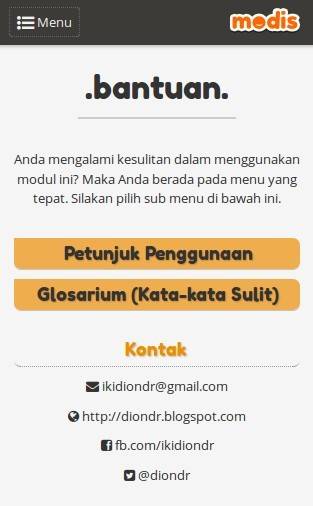 Menu
modis
.bantuan.
Anda mengalami kesulitan dalam menggunakan
modul ini? Maka Anda berada pada menu yang
tepat. Silakan pilih sub menu di bawah ini.
Petunjuk Penggunaan
Glosarium (Kata-kata Sulit)
Kontak
ikidiondr@gmail.com
http://diondr.blogspot.com
fb.com/ikidiondr
@diondr